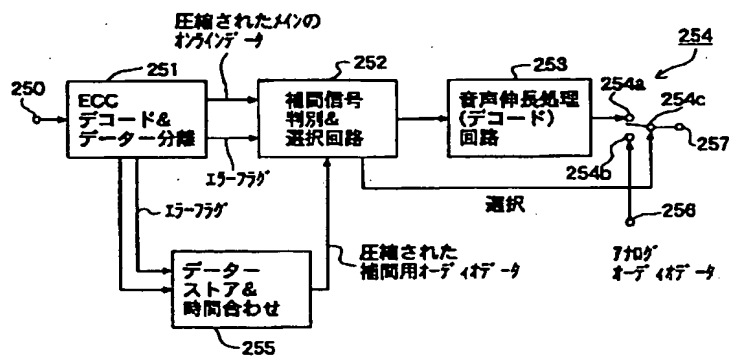 圧縮されたメインの
オンラインデータ
254
251
252
253
250
ECC
デコード&
データー分離
補間信号
判別&
選択回路
音声伸長処理
(デコード)
回路
254a
254c
257
254b
エラーフラグ
選択
256
エラーフラグ
圧縮された
補間用オーディオデータ
アナログ
オーディオデータ
データー
ストア&
時間合わせ
255